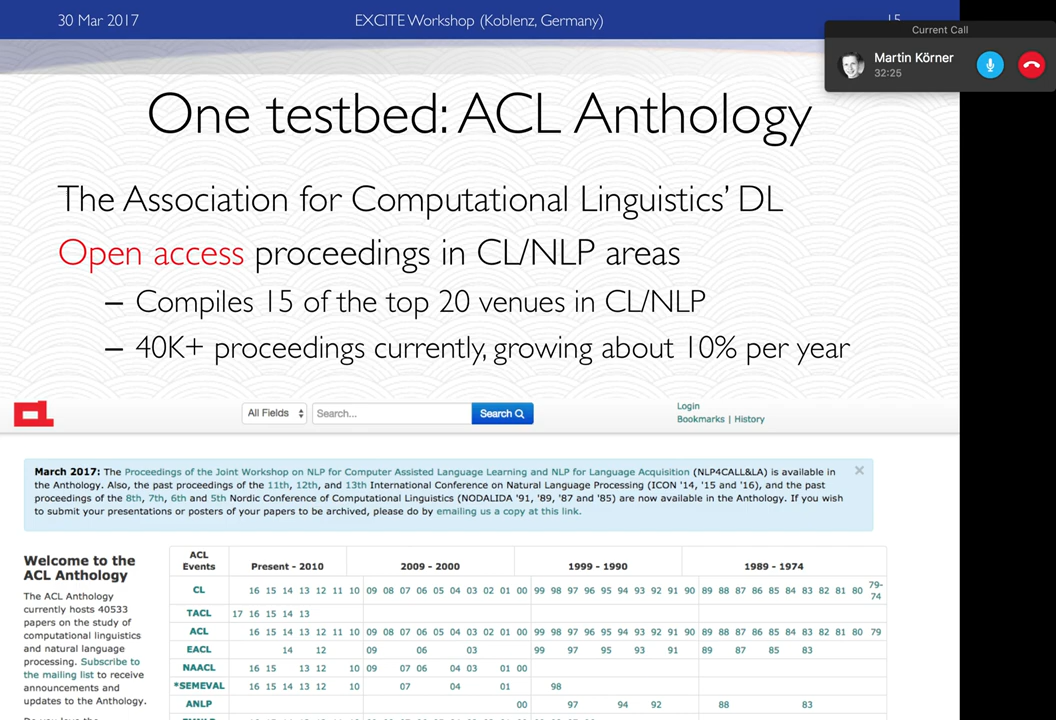 30 Mar 2017 EXCITE Workshop (Koblenz, Germany) 15
Current Call
Martin Körner
32:25
One testbed: ACL Anthology
The Association for Computational Linguistics' DL
Open access proceedings in CL/NLP areas
– Compiles 15 of the top 20 venues in CL/NLP
– 40K+ proceedings currently, growing about 10% per year
All Fields Search... Search
Login
Bookmarks | History
March 2017: The Proceedings of the Joint Workshop on NLP for Computer Assisted Language Learning and NLP for Language Acquisition (NLP4CALL&LA) is available in
the Anthology. Also, the past proceedings of the 11th, 12th, and 13th International Conference on Natural Language Processing (ICON '14, '15 and '16), and the past
proceedings of the 8th, 7th, 6th and 5th Nordic Conference of Computational Linguistics (NODALIDA '91, '89, '87 and '85) are now available in the Anthology. If you wish
to submit your presentations or posters of your papers to be archived, please do by emailing us a copy at this link.
Welcome to the
ACL Anthology
The ACL Anthology
currently hosts 40533
papers on the study of
computational linguistics
and natural language
processing. Subscribe to
the mailing list to receive
announcements and
updates to the Anthology.
ACL
Events Present - 2010 2009 - 2000 1999 - 1990 1989 - 1974
CL 16 15 14 13 12 11 10 09 08 07 06 05 04 03 02 01 00 99 98 97 96 95 94 93 92 91 90 89 88 87 86 85 84 83 82 81 80 79-74
TACL 17 16 15 14 13
ACL 16 15 14 13 12 11 10 09 08 07 06 05 04 03 02 01 00 99 98 97 96 95 94 93 92 91 90 89 88 87 86 85 84 83 82 81 80 79
EACL 14 12 09 06 03 99 97 95 93 91 89 87 85 83
NAACL 16 15 13 12 10 09 07 06 04 03 01 00
*SEMEVAL 16 15 14 13 12 10 07 04 01 98
ANLP 00 97 94 92 88 83